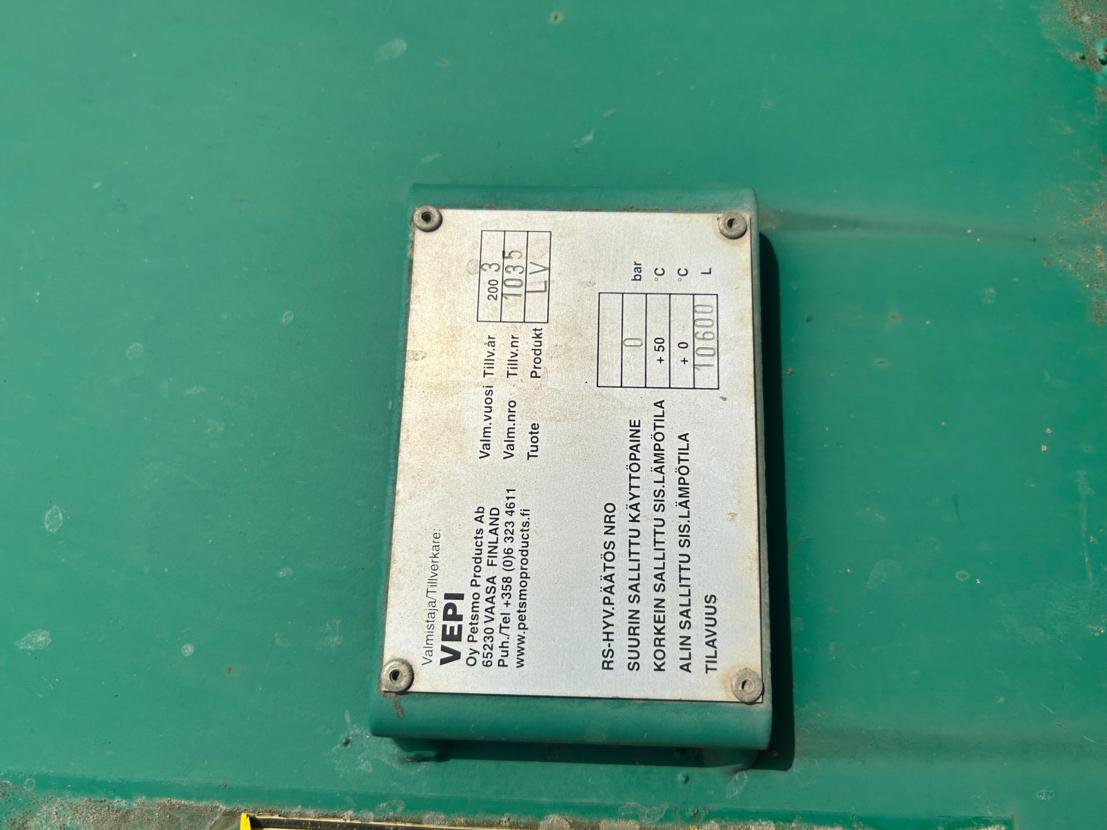 Valmistaja/Tillverkare:
VEPI
Oy Petsmo Products Ab
65230 VAASA FINLAND
Puh./Tel +358 (0)6 323 4611
www.petsmoproducts.fi
Valm.vuosi Tillv.år 2003
Valm.nro Tillv.nr 1035
Tuote Produkt LV
RS-HYV.PÄÄTÖS NRO
SUURIN SALLITTU KÄYTTÖPAINE 0 bar
KORKEIN SALLITTU SIS.LÄMPÖTILA +50 °C
ALIN SALLITTU SIS.LÄMPÖTILA +0 °C
TILAVUUS 10600 L